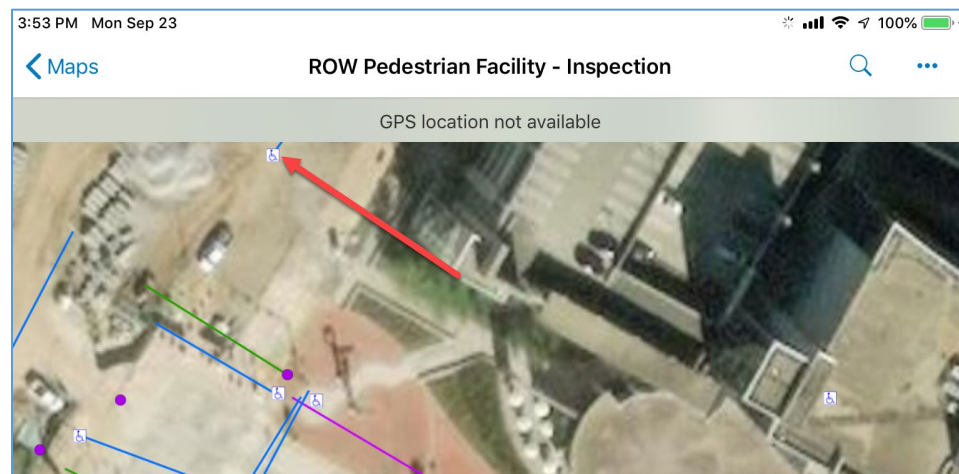 3:53 PM Mon Sep 23 100%
Maps ROW Pedestrian Facility - Inspection
GPS location not available